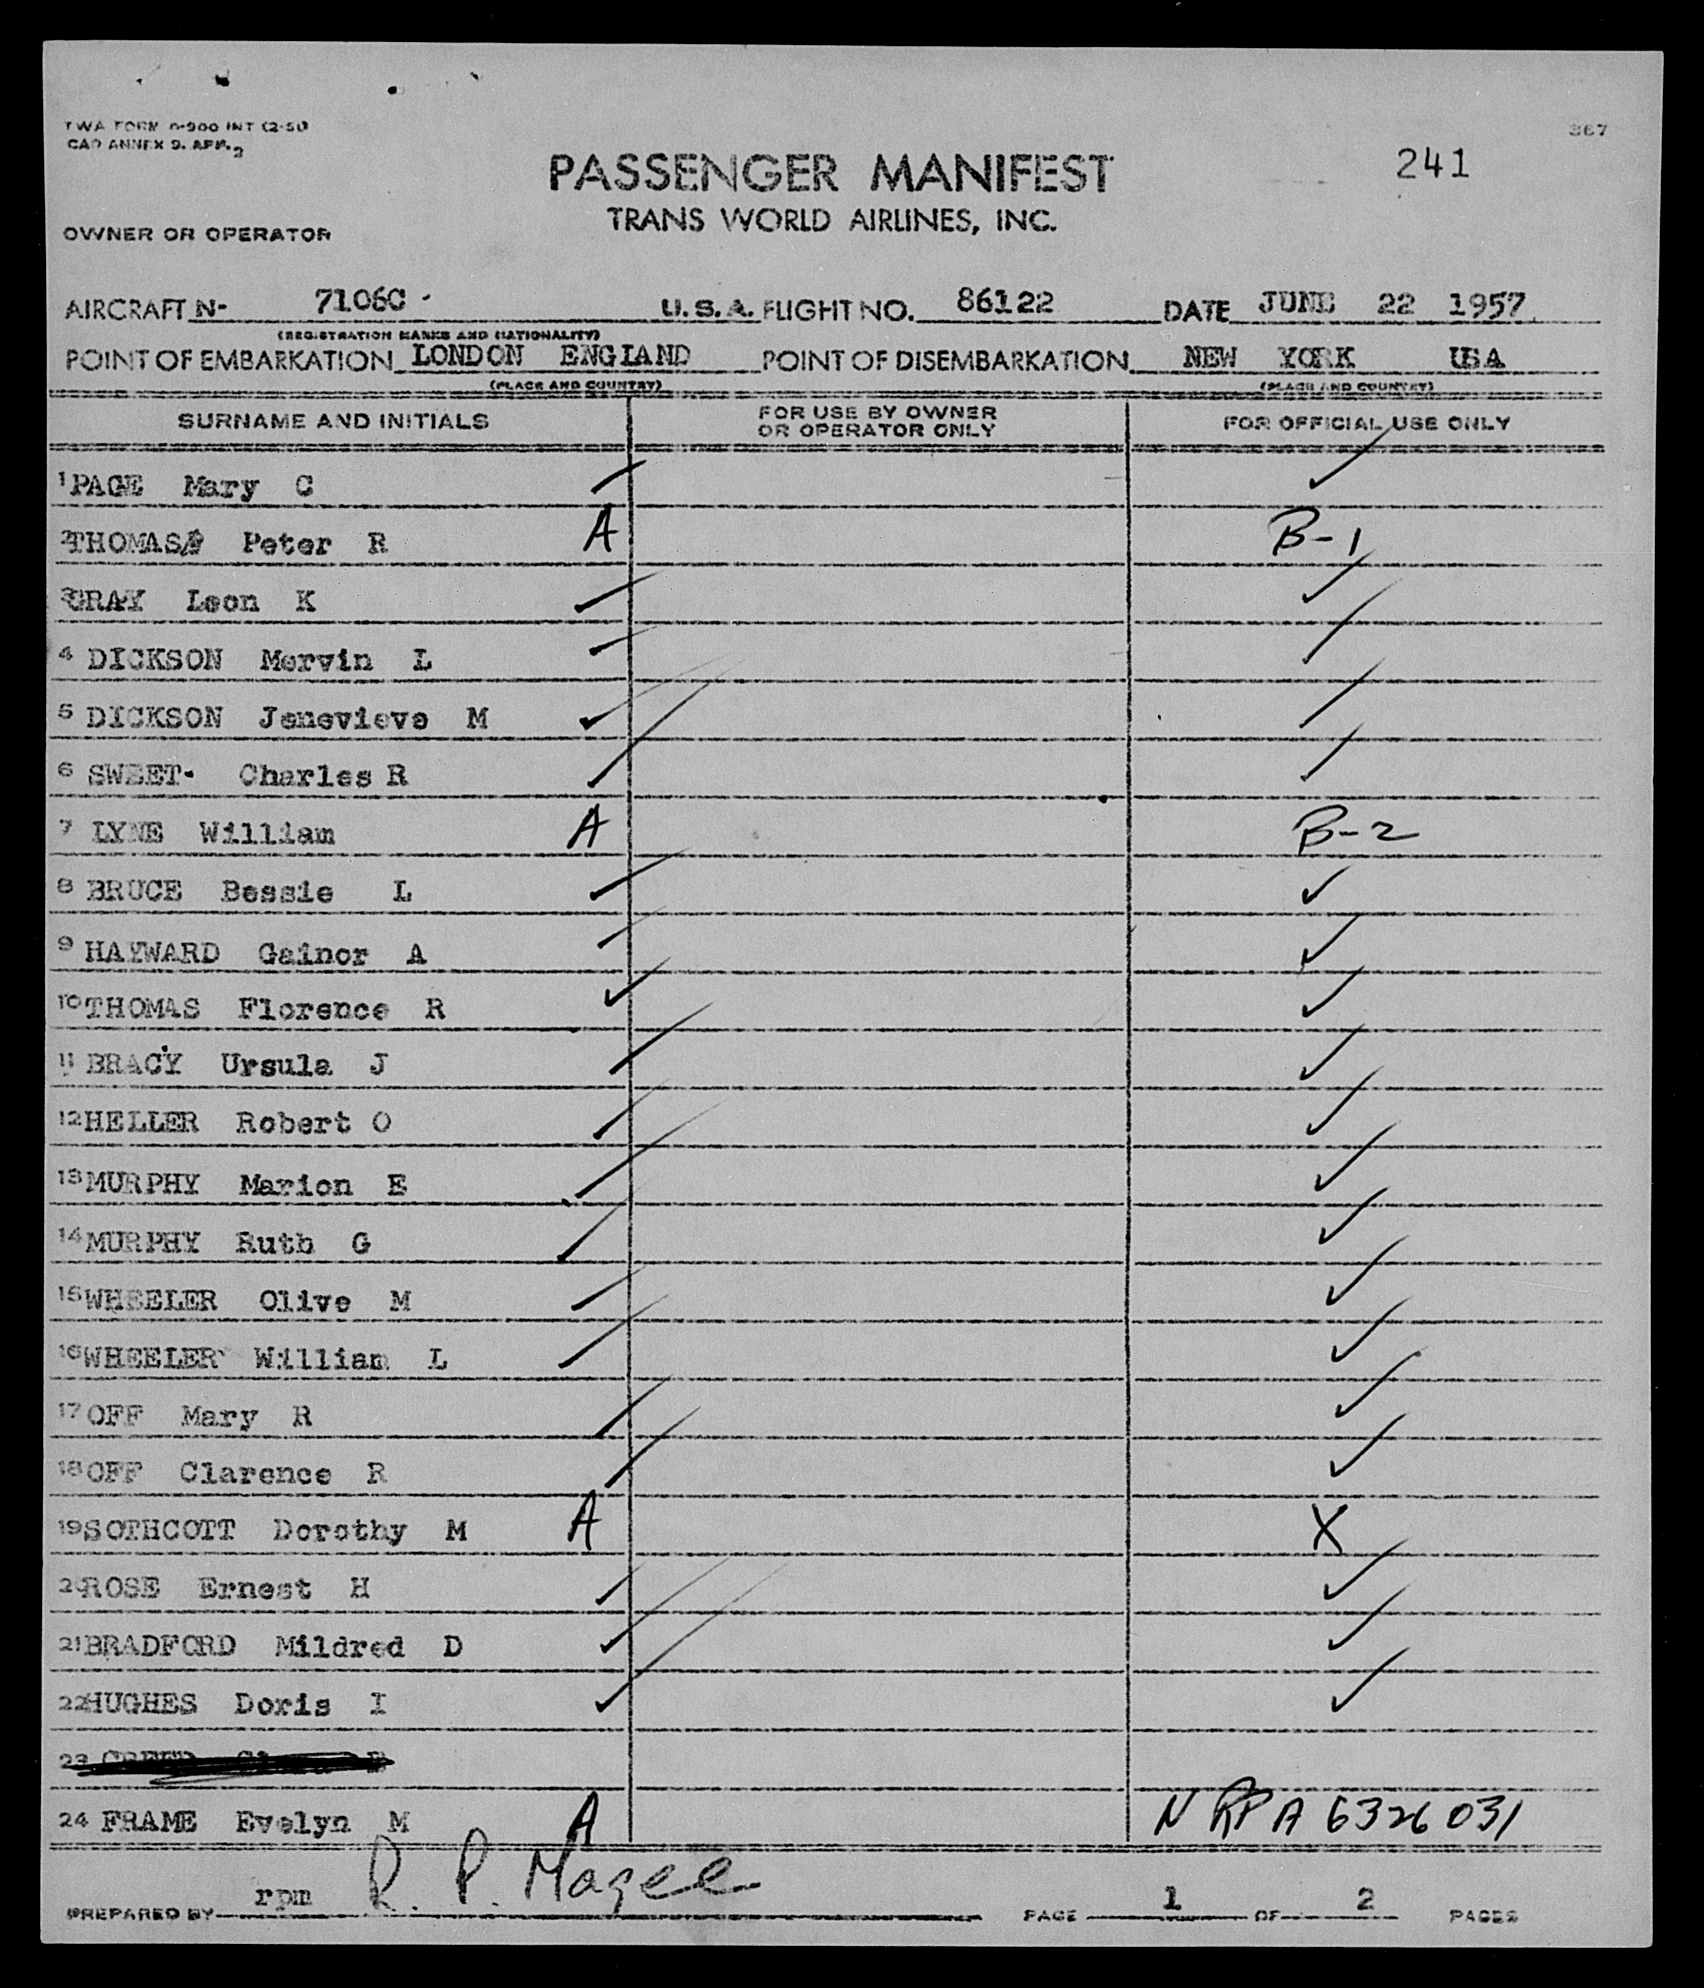 TWA FORM O-900 INT (2-51)
CAO ANNEX 9. APP. 2
367
241
PASSENGER MANIFEST
TRANS WORLD AIRLINES, INC.
OWNER OR OPERATOR
AIRCRAFT N- 7106C U.S.A. FLIGHT NO. 86122 DATE JUNE 22 1957
(REGISTRATION MARKS AND NATIONALITY)
POINT OF EMBARKATION LONDON ENGLAND POINT OF DISEMBARKATION NEW YORK USA
(PLACE AND COUNTRY) (PLACE AND COUNTRY)
SURNAME AND INITIALS FOR USE BY OWNER OR OPERATOR ONLY FOR OFFICIAL USE ONLY
1 PAGE Mary C ✓ ✓
2 THOMAS Peter R A B-1
3 GRAY Leon K ✓ ✓
4 DICKSON Mervin L ✓ ✓
5 DICKSON Jenevieve M ✓ ✓
6 SWEET Charles R ✓ ✓
7 LYNE William A B-2
8 BRUCE Bessie L ✓ ✓
9 HAYWARD Gainor A ✓ ✓
10 THOMAS Florence R ✓ ✓
11 BRACY Ursula J ✓ ✓
12 HELLER Robert O ✓ ✓
13 MURPHY Marion E ✓ ✓
14 MURPHY Ruth G ✓ ✓
15 WHEELER Olive M ✓ ✓
16 WHEELER William L ✓ ✓
17 OFF Mary R ✓ ✓
18 OFF Clarence R ✓ ✓
19 SOTHCOTT Dorothy M A X
20 ROSE Ernest H ✓ ✓
21 BRADFORD Mildred D ✓ ✓
22 HUGHES Doris I ✓ ✓
23
24 FRAME Evelyn M A N RPP A 6326031
PREPARED BY rpm R. P. Magee PAGE 1 OF 2 PAGES